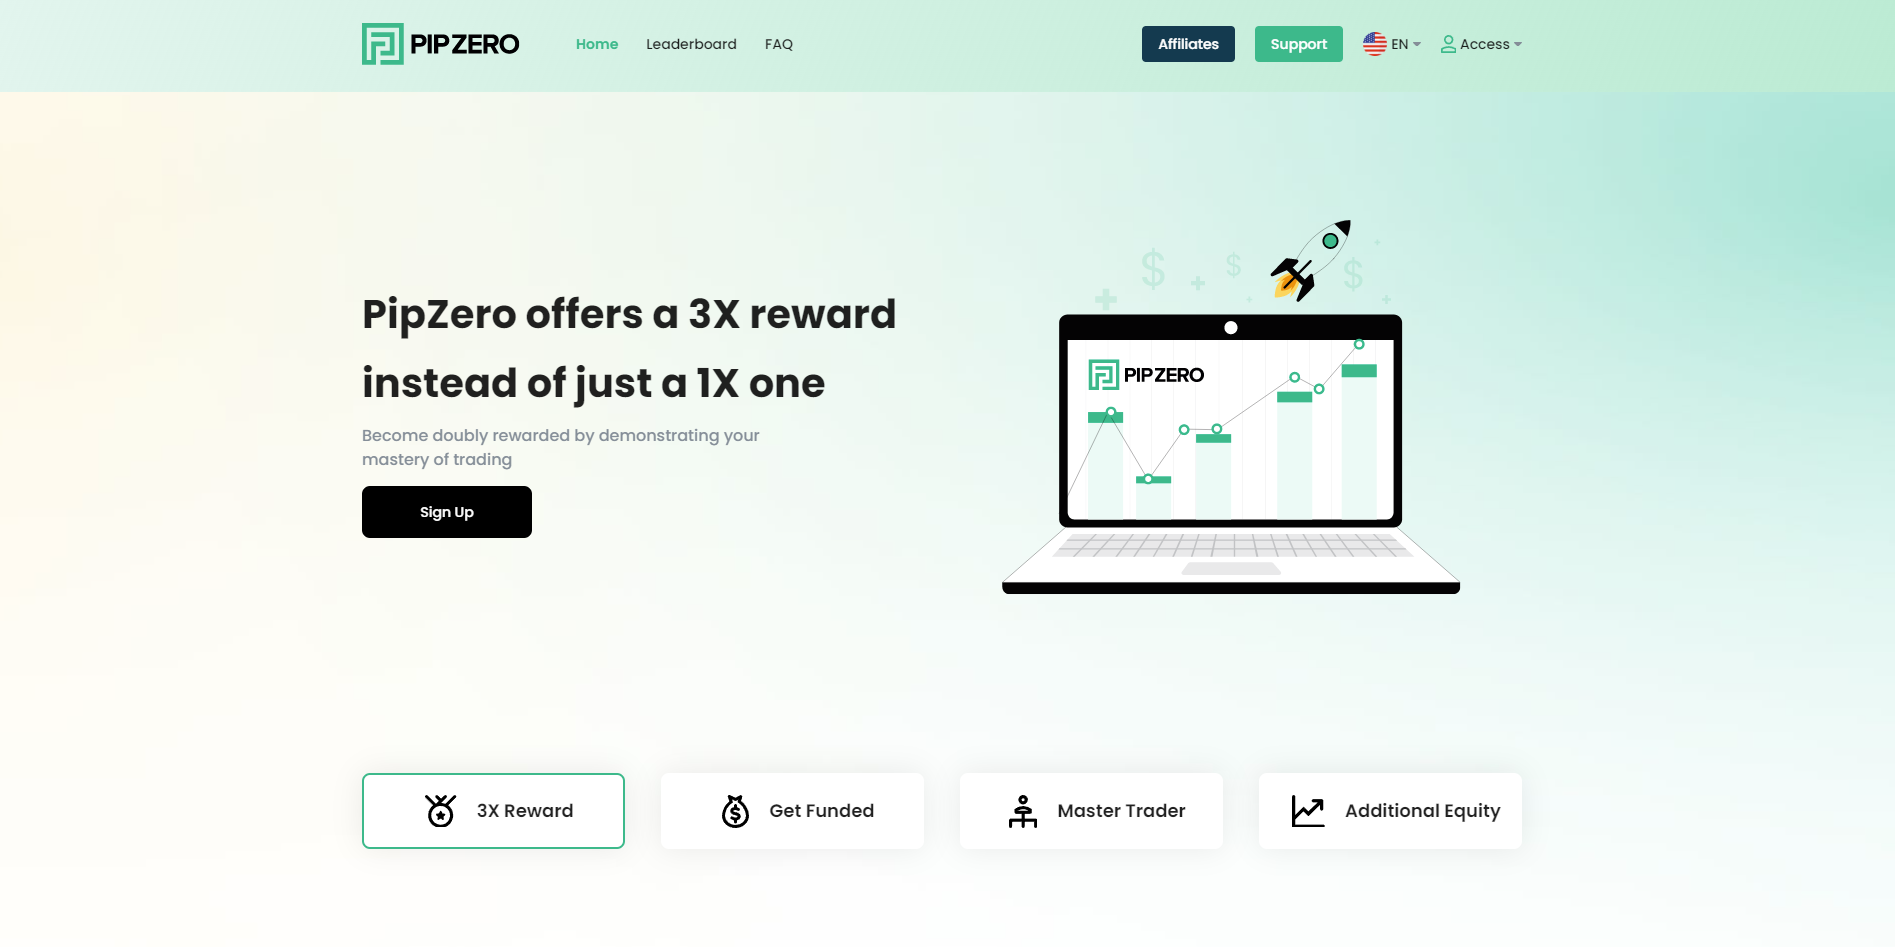 PIPZERO
Home
Leaderboard
FAQ
Affiliates
Support
EN
Access
PipZero offers a 3X reward
instead of just a 1X one
Become doubly rewarded by demonstrating your
mastery of trading
Sign Up
$
$
$
PIPZERO
3X Reward
Get Funded
Master Trader
Additional Equity